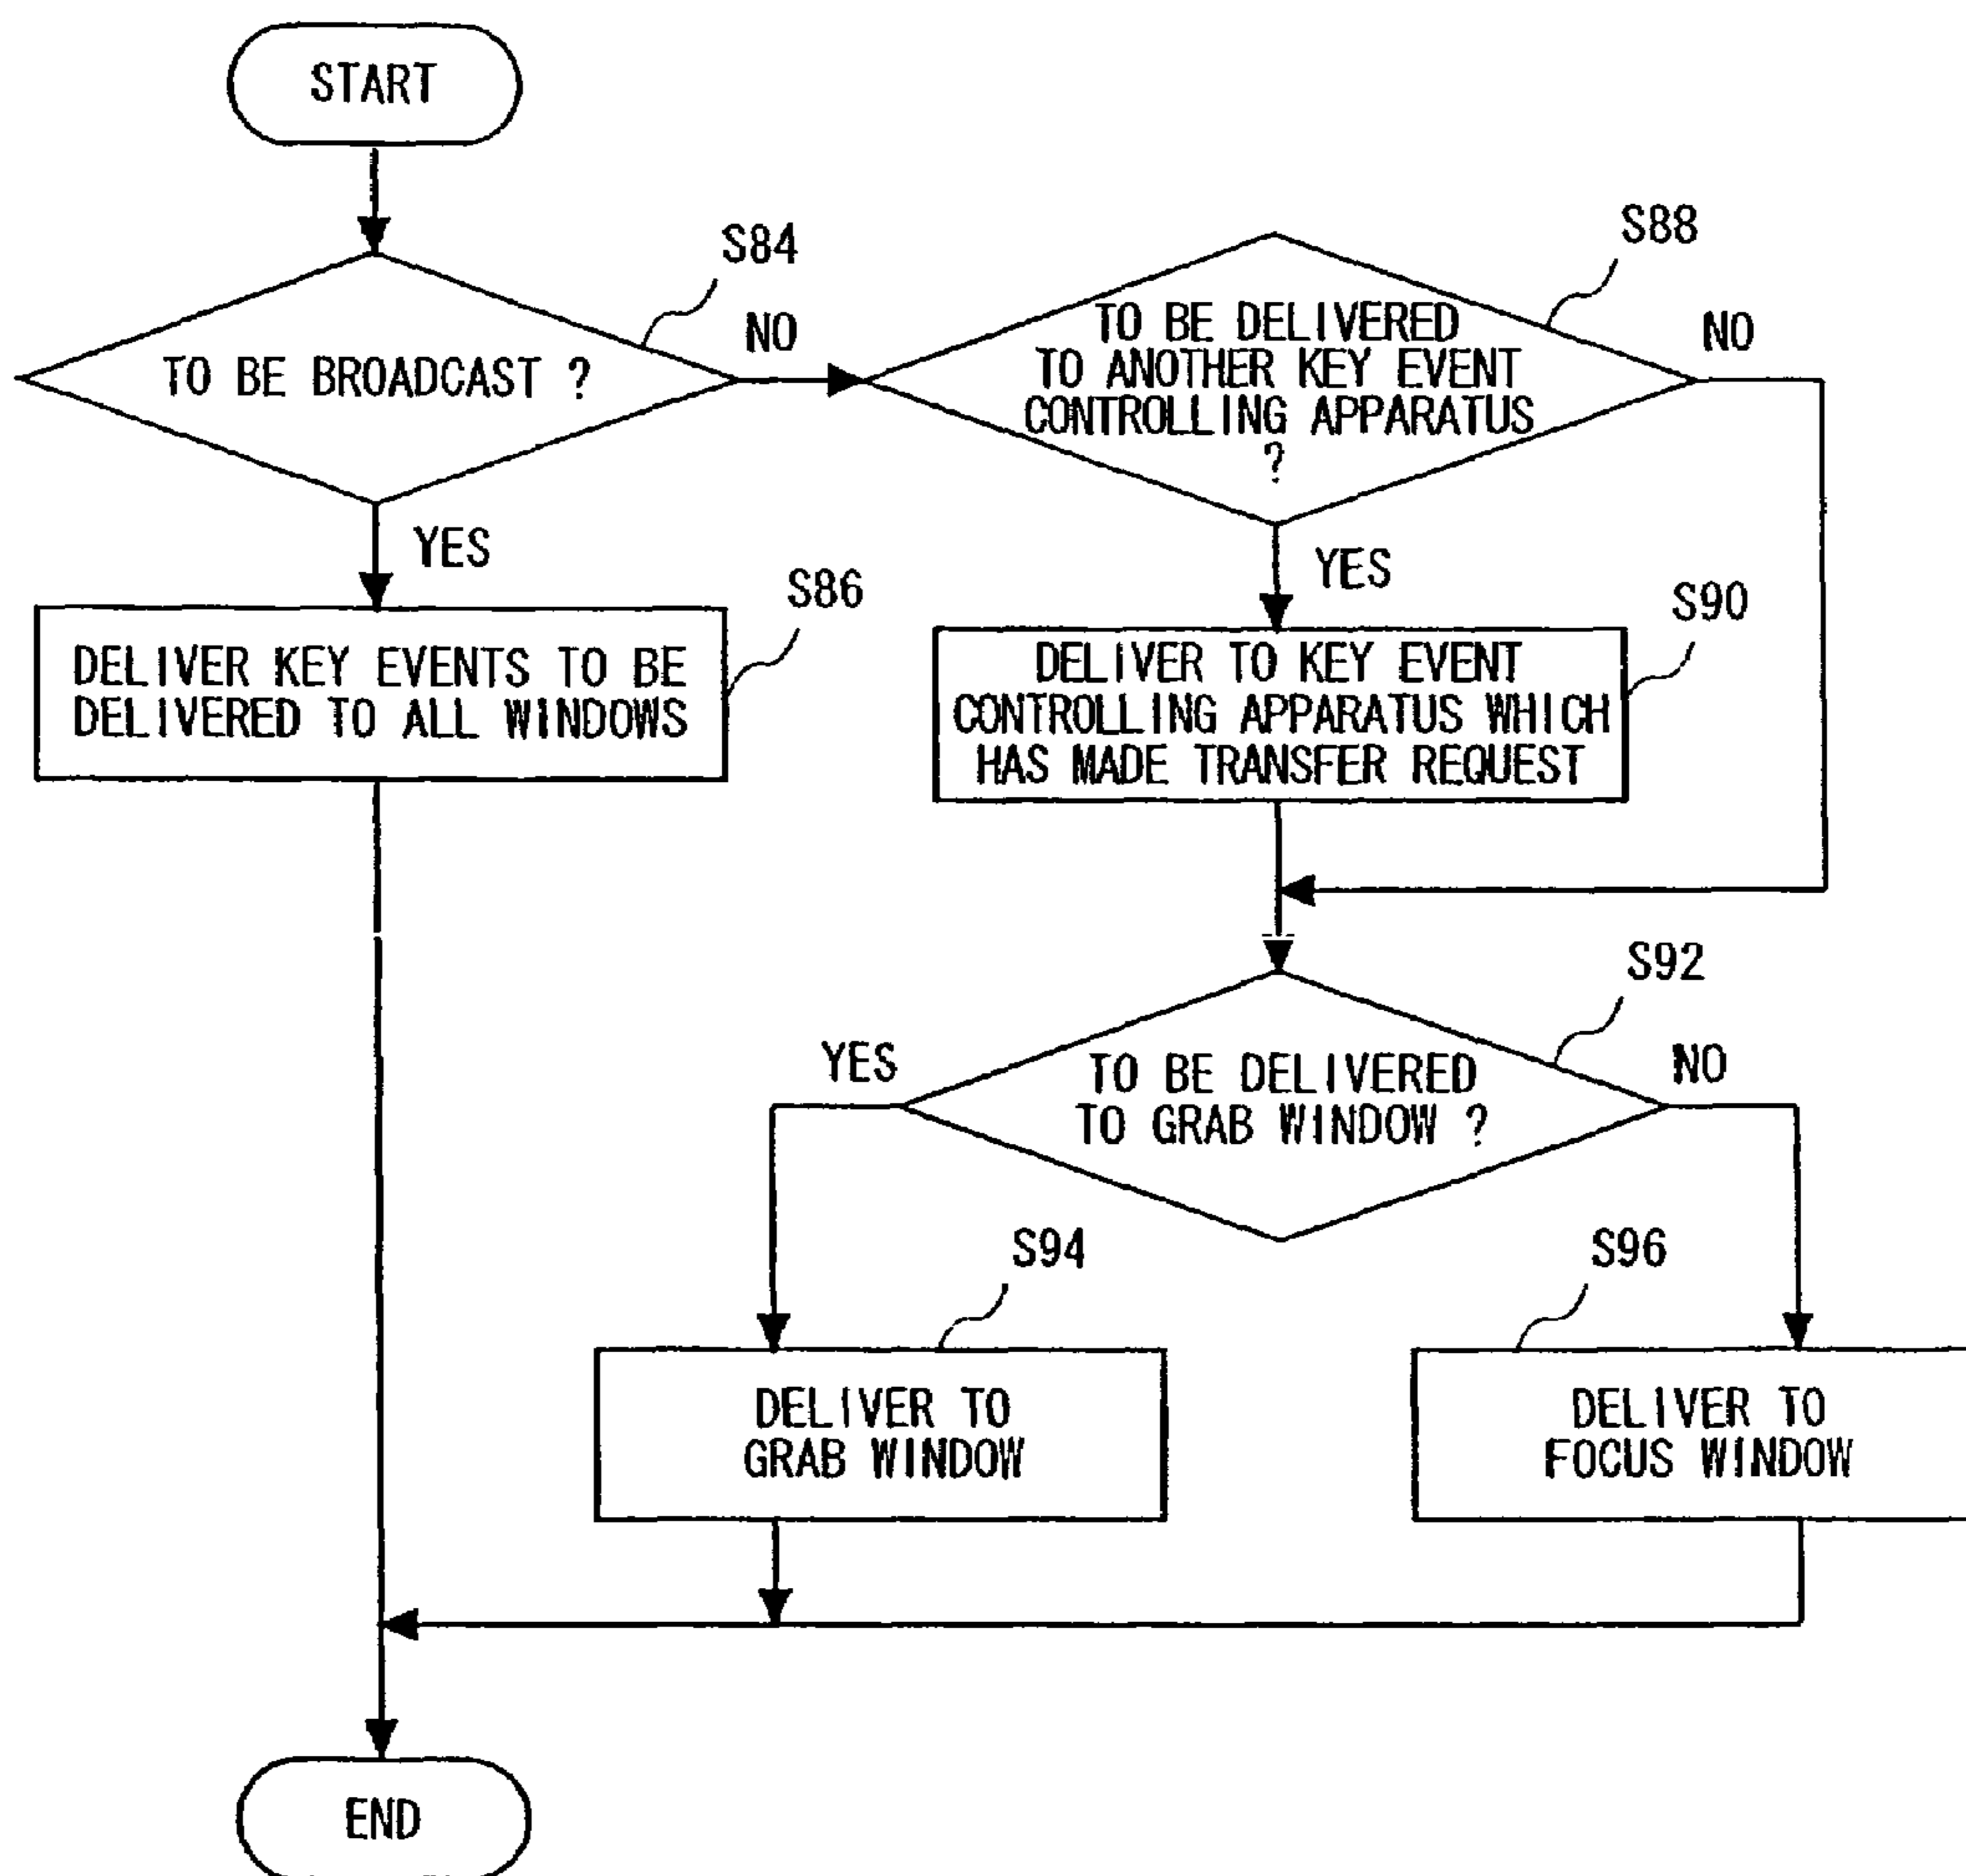 START
S84
TO BE BROADCAST ?
NO
S88
TO BE DELIVERED
TO ANOTHER KEY EVENT
CONTROLLING APPARATUS
?
NO
YES
S86
DELIVER KEY EVENTS TO BE
DELIVERED TO ALL WINDOWS
YES
S90
DELIVER TO KEY EVENT
CONTROLLING APPARATUS WHICH
HAS MADE TRANSFER REQUEST
S92
TO BE DELIVERED
TO GRAB WINDOW ?
YES
NO
S94
DELIVER TO
GRAB WINDOW
S96
DELIVER TO
FOCUS WINDOW
END